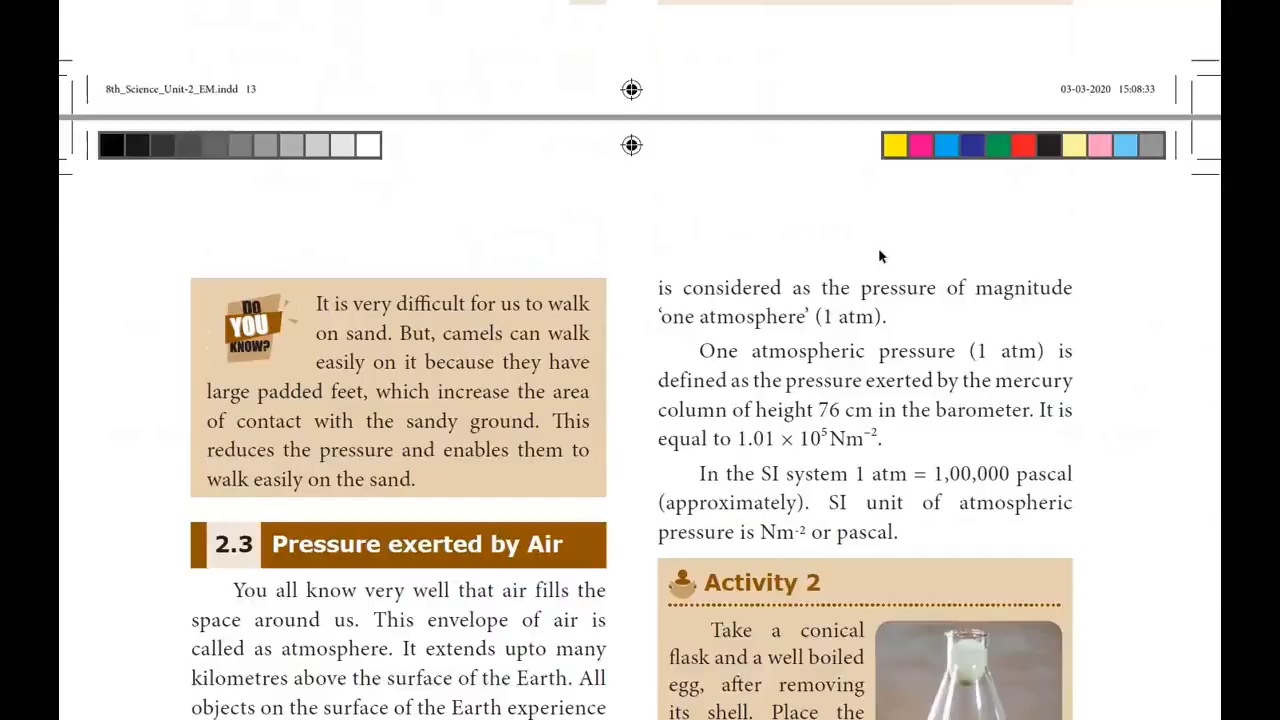 8th_Science_Unit-2_EM.indd 13
03-03-2020 15:08:33
DO
YOU
KNOW?
It is very difficult for us to walk
on sand. But, camels can walk
easily on it because they have
large padded feet, which increase the area
of contact with the sandy ground. This
reduces the pressure and enables them to
walk easily on the sand.
2.3 Pressure exerted by Air
You all know very well that air fills the
space around us. This envelope of air is
called as atmosphere. It extends upto many
kilometres above the surface of the Earth. All
objects on the surface of the Earth experience
is considered as the pressure of magnitude
‘one atmosphere’ (1 atm).
One atmospheric pressure (1 atm) is
defined as the pressure exerted by the mercury
column of height 76 cm in the barometer. It is
equal to 1.01 × 10⁵ Nm⁻².
In the SI system 1 atm = 1,00,000 pascal
(approximately). SI unit of atmospheric
pressure is Nm-² or pascal.
Activity 2
Take a conical
flask and a well boiled
egg, after removing
its shell. Place the